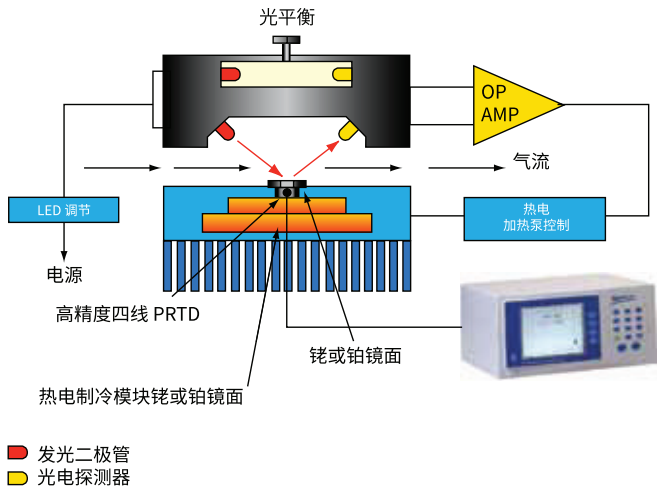 光平衡
OP
AMP
气流
LED 调节
热电
加热泵控制
电源
高精度四线 PRTD
铑或铂镜面
热电制冷模块铑或铂镜面
发光二极管
光电探测器